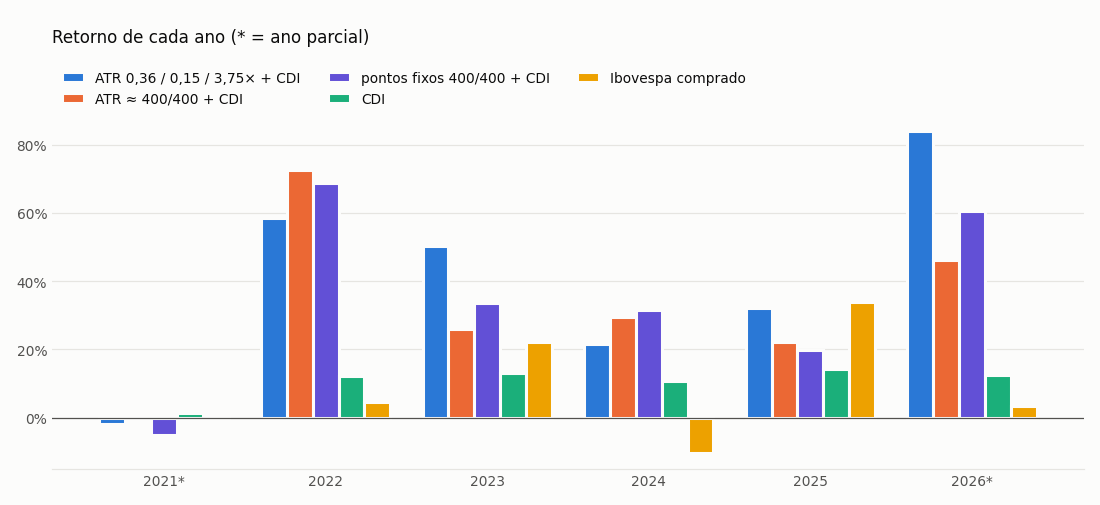 Retorno de cada ano (* = ano parcial)
ATR 0,36 / 0,15 / 3,75× + CDI
pontos fixos 400/400 + CDI
Ibovespa comprado
ATR ≈ 400/400 + CDI
CDI
80%
60%
40%
20%
0%
2021*
2022
2023
2024
2025
2026*